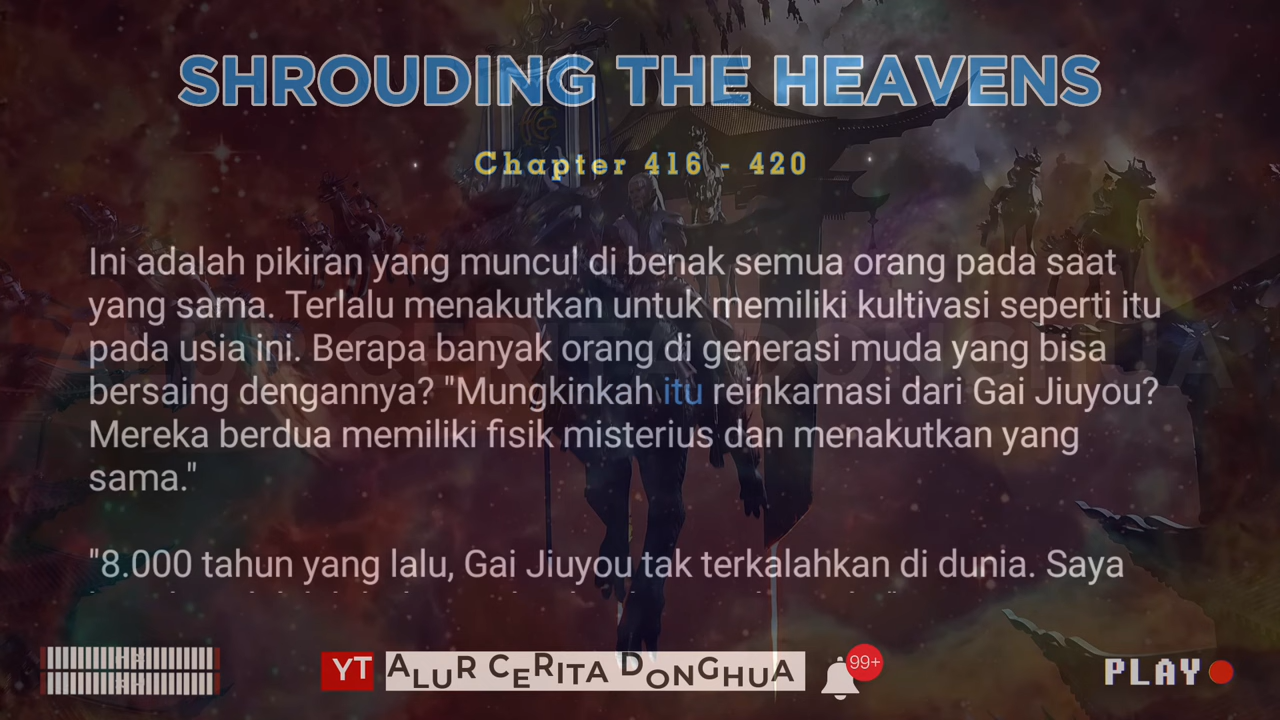 SHROUDING THE HEAVENS
Chapter 416 - 420
Ini adalah pikiran yang muncul di benak semua orang pada saat
yang sama. Terlalu menakutkan untuk memiliki kultivasi seperti itu
pada usia ini. Berapa banyak orang di generasi muda yang bisa
bersaing dengannya? "Mungkinkah itu reinkarnasi dari Gai Jiuyou?
Mereka berdua memiliki fisik misterius dan menakutkan yang
sama."
"8.000 tahun yang lalu, Gai Jiuyou tak terkalahkan di dunia. Saya
YT ALUR CERITA DONGHUA 99+
PLAY